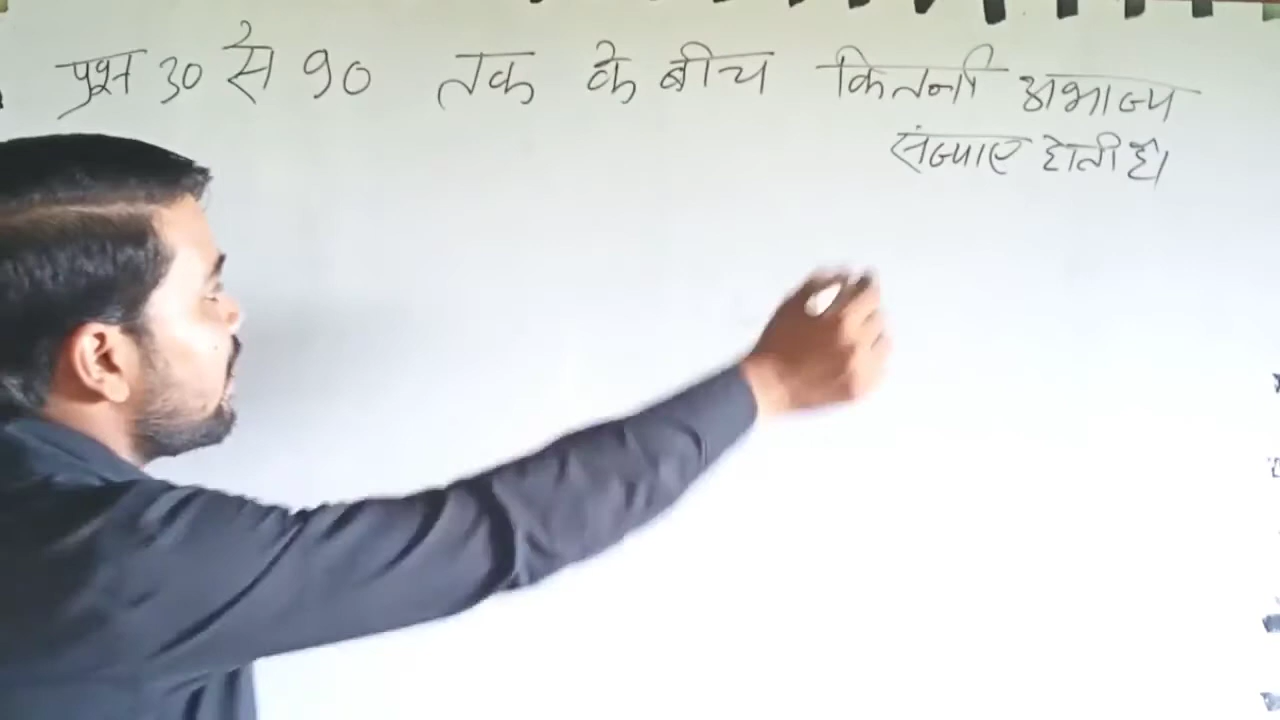 प्रश्न 30 से 90 तक के बीच कितनी अभाज्य
संख्याए होती है।